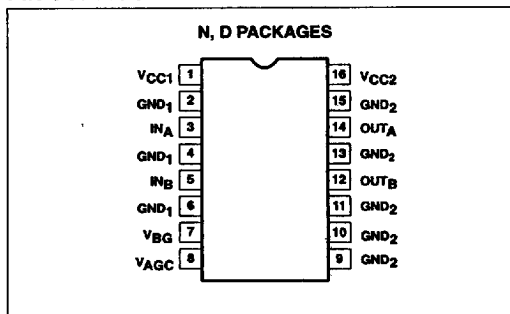 N, D PACKAGES
VCC1 1 16 VCC2
GND1 2 15 GND2
INA 3 14 OUTA
GND1 4 13 GND2
INB 5 12 OUTB
GND1 6 11 GND2
VBG 7 10 GND2
VAGC 8 9 GND2